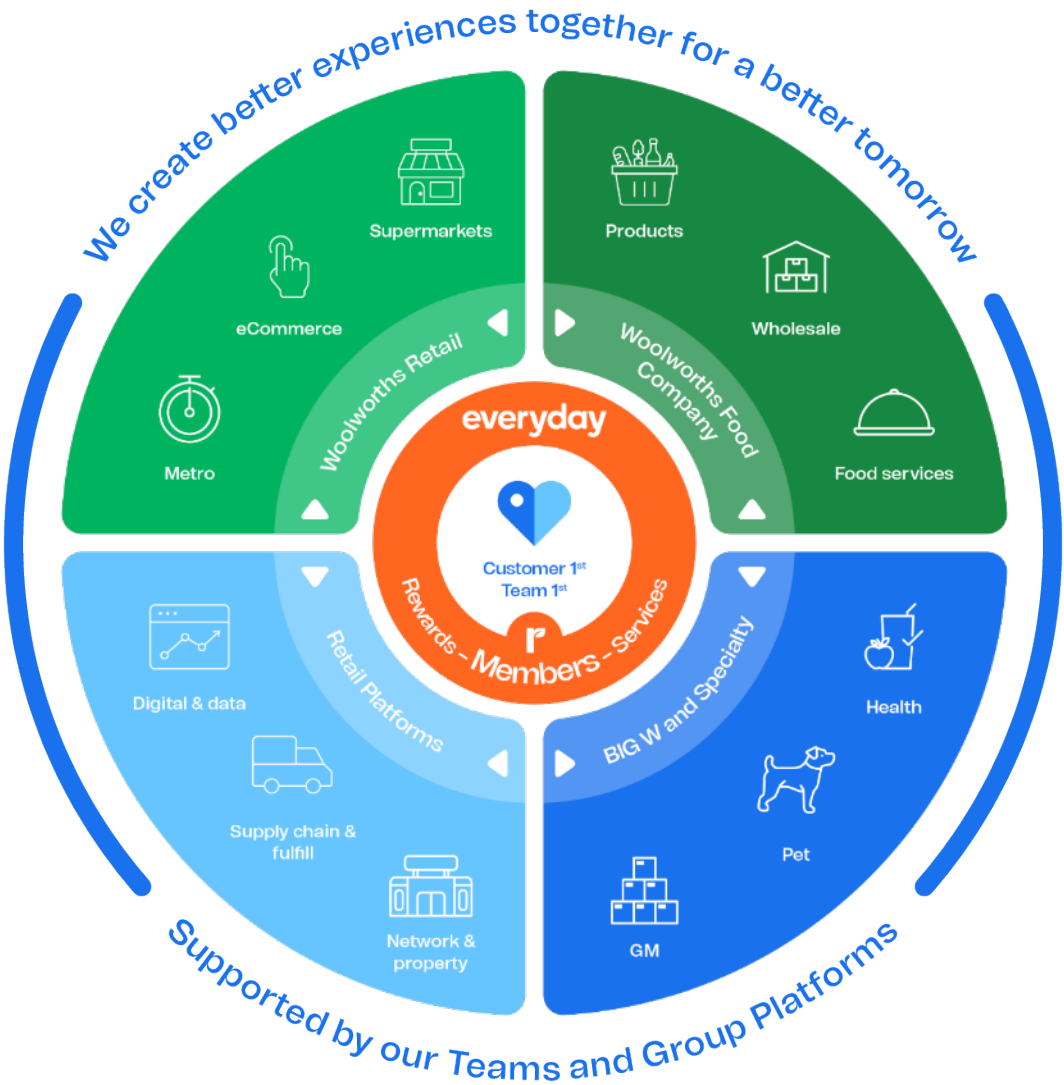 We create better experiences together for a better tomorrow
Supermarkets
eCommerce
Metro
Woolworths Retail
Products
Wholesale
Food services
Woolworths Food
Company
everyday
Customer 1st
Team 1st
r
Rewards - Members - Services
Digital & data
Supply chain &
fulfill
Network &
property
Retail Platforms
Health
Pet
GM
BIG W and Specialty
Supported by our Teams and Group Platforms